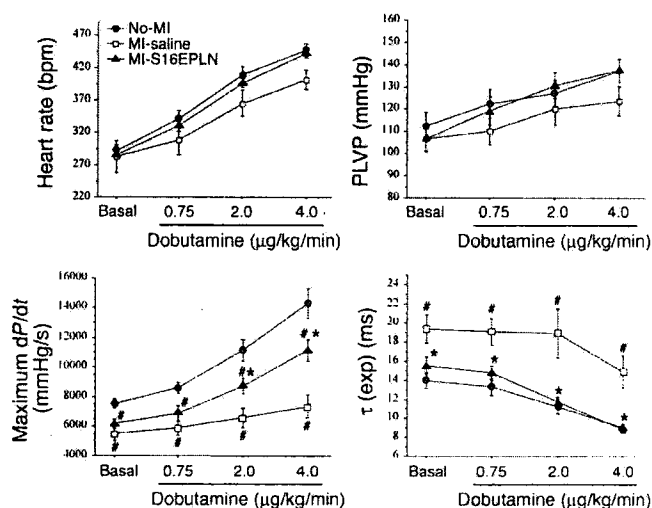 No-MI
MI-saline
MI-S16EPLN
Heart rate (bpm)
450
400
360
320
270
220
Basal 0.75 2.0 4.0
Dobutamine (µg/kg/min)
PLVP (mmHg)
160
150
140
130
120
110
100
90
80
Basal 0.75 2.0 4.0
Dobutamine (µg/kg/min)
Maximum dP/dt
(mmHg/s)
16000
14000
12000
10000
8000
6000
4000
# # #* #*
# # # #
Basal 0.75 2.0 4.0
Dobutamine (µg/kg/min)
τ (exp) (ms)
24
22
20
18
16
14
12
10
8
6
# # # #
* * * *
Basal 0.75 2.0 4.0
Dobutamine (µg/kg/min)